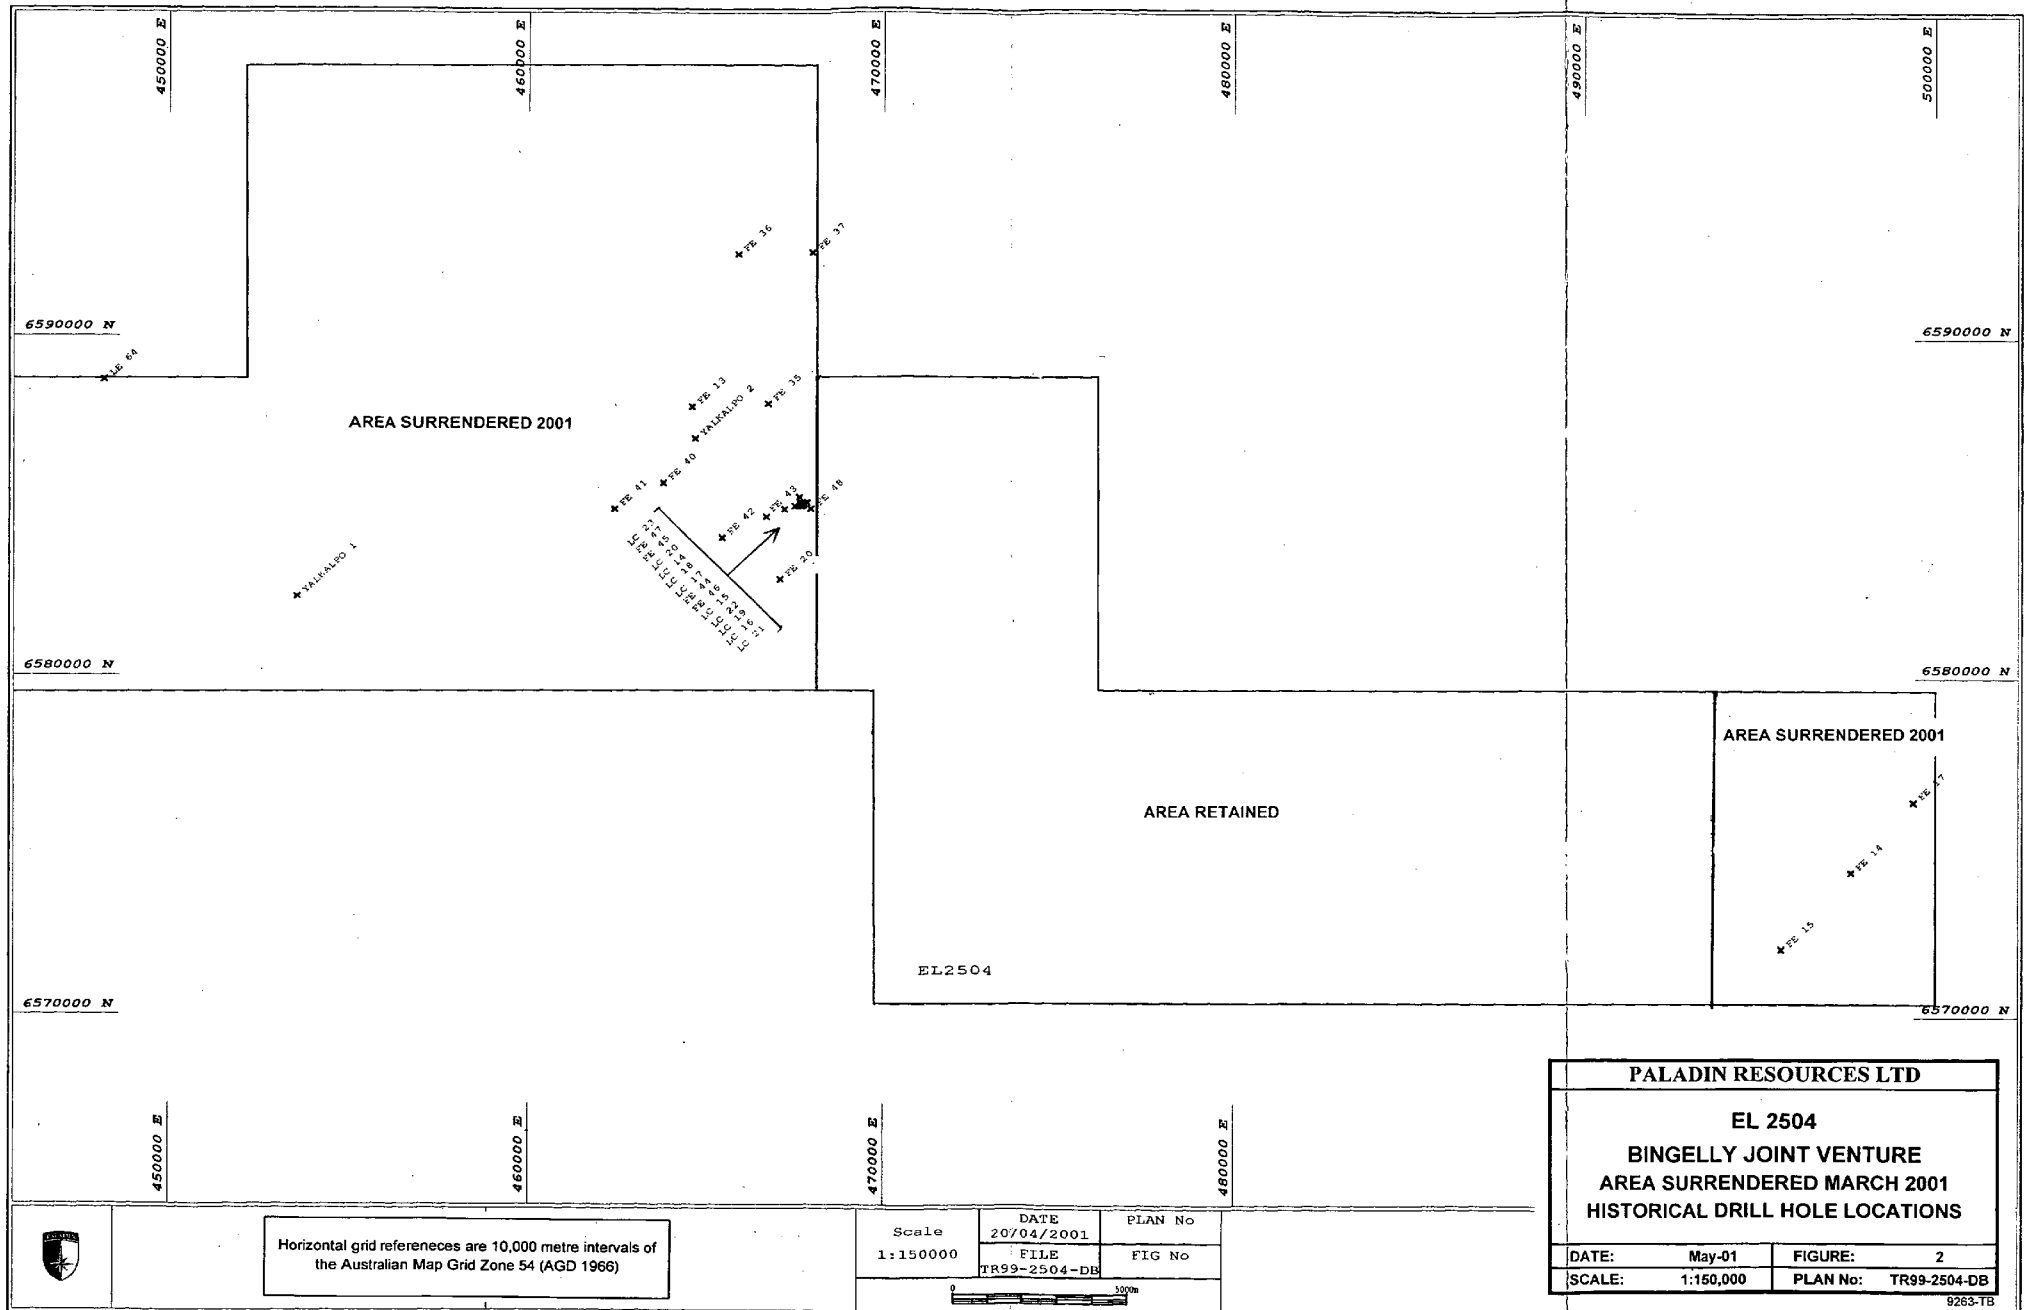 450000 E
460000 E
470000 E
480000 E
490000 E
500000 E
FE 36
FE 37
6590000 N
6590000 N
LE 64
FE 13
YALKALPO 2
FE 35
AREA SURRENDERED 2001
FE 40
FE 41
FE 43
FE 48
FE 42
FE 20
YALKALPO 1
LC 23
FE 47
FE 45
LC 20
LC 14
LC 18
LC 17
FE 44
FE 46
LC 15
LC 22
LC 19
LC 16
LC 21
6580000 N
6580000 N
AREA SURRENDERED 2001
AREA RETAINED
FE 17
FE 14
FE 15
EL2504
6570000 N
6570000 N
450000 E
460000 E
470000 E
480000 E
PALADIN RESOURCES LTD
EL 2504
BINGELLY JOINT VENTURE
AREA SURRENDERED MARCH 2001
HISTORICAL DRILL HOLE LOCATIONS
DATE: May-01 FIGURE: 2
SCALE: 1:150,000 PLAN No: TR99-2504-DB
9263-TB
PALADIN
Horizontal grid refereneces are 10,000 metre intervals of
the Australian Map Grid Zone 54 (AGD 1966)
Scale
1:150000
DATE
20/04/2001
FILE
TR99-2504-DB
PLAN No
FIG No
0 5000m